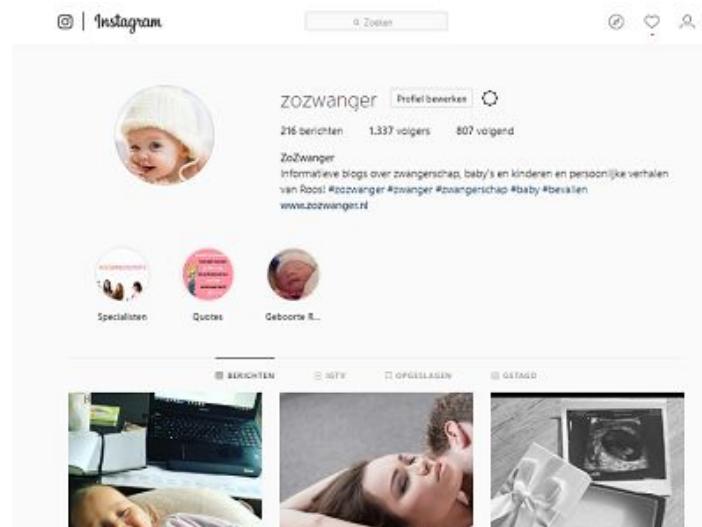 Instagram
Zoeken
zozwanger Profiel bewerken
216 berichten 1.337 volgers 807 volgend
ZoZwanger
Informatieve blogs over zwangerschap, baby's en kinderen en persoonlijke verhalen
van Roos! #zozwanger #zwanger #zwangerschap #baby #bevallen
www.zozwanger.nl
Specialisten Quotes Geboorte R...
BERICHTEN IGTV OPGESLAGEN GETAGD